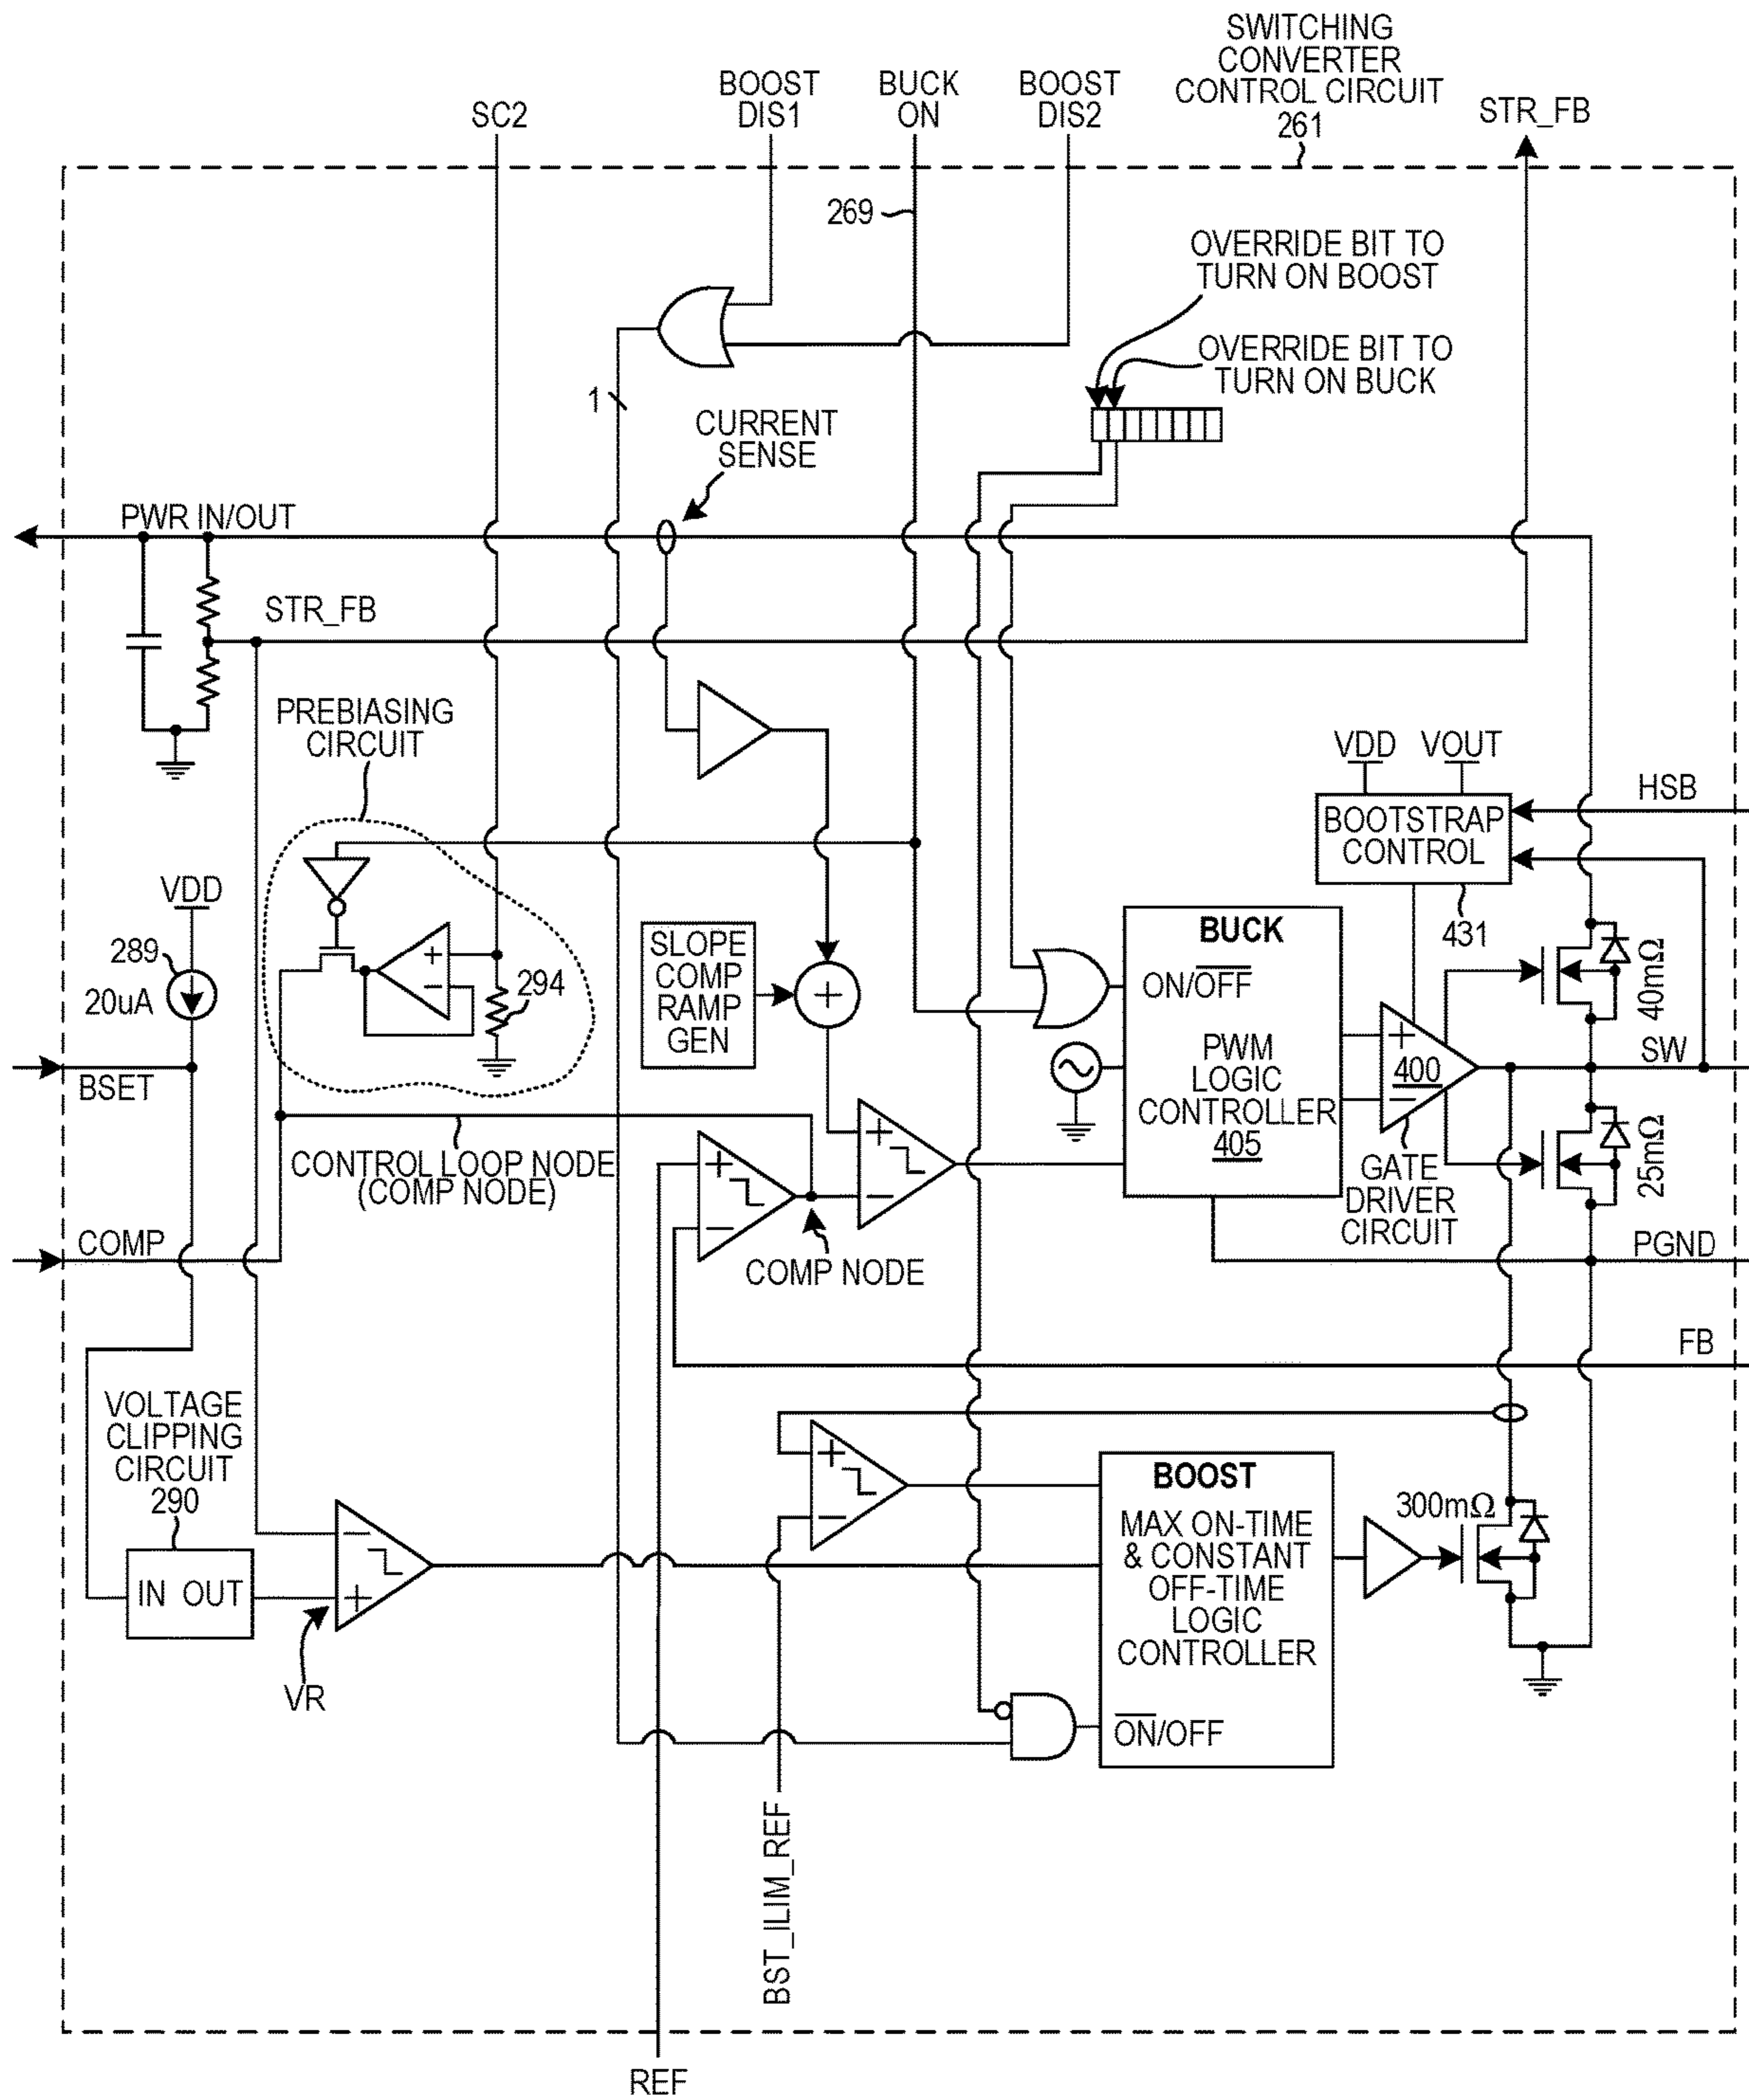 SWITCHING
CONVERTER
CONTROL CIRCUIT
261
SC2
BOOST
DIS1
BUCK
ON
BOOST
DIS2
STR_FB
269
OVERRIDE BIT TO
TURN ON BOOST
OVERRIDE BIT TO
TURN ON BUCK
1
CURRENT
SENSE
PWR IN/OUT
STR_FB
PREBIASING
CIRCUIT
VDD
VOUT
HSB
BOOTSTRAP
CONTROL
431
VDD
289
20uA
+
−
294
SLOPE
COMP
RAMP
GEN
+
BUCK
ON/OFF
PWM
LOGIC
CONTROLLER
405
+
400
−
40mΩ
SW
BSET
25mΩ
CONTROL LOOP NODE
(COMP NODE)
+
−
+
−
GATE
DRIVER
CIRCUIT
COMP
COMP NODE
PGND
FB
VOLTAGE
CLIPPING
CIRCUIT
290
IN OUT
VR
−
+
+
−
BOOST
MAX ON-TIME
& CONSTANT
OFF-TIME
LOGIC
CONTROLLER
ON/OFF
300mΩ
BST_ILIM_REF
REF